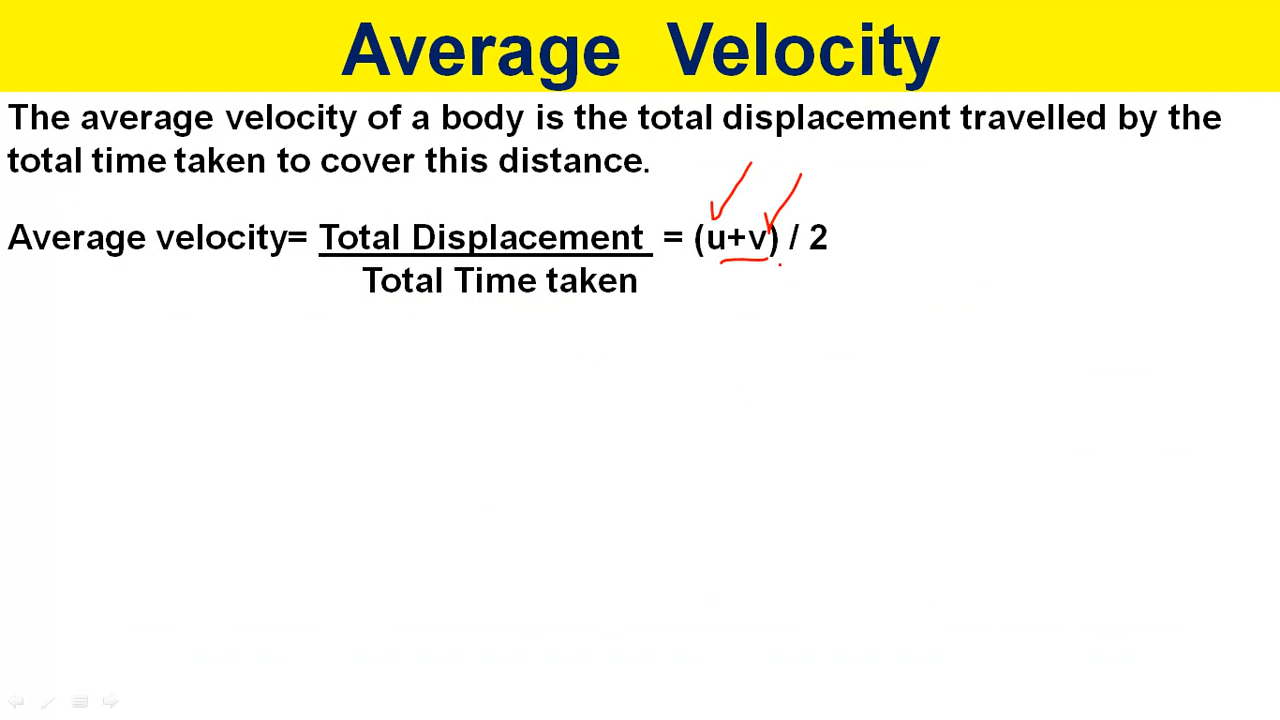 Average Velocity
The average velocity of a body is the total displacement travelled by the
total time taken to cover this distance.
Average velocity= Total Displacement = (u+v) / 2
Total Time taken